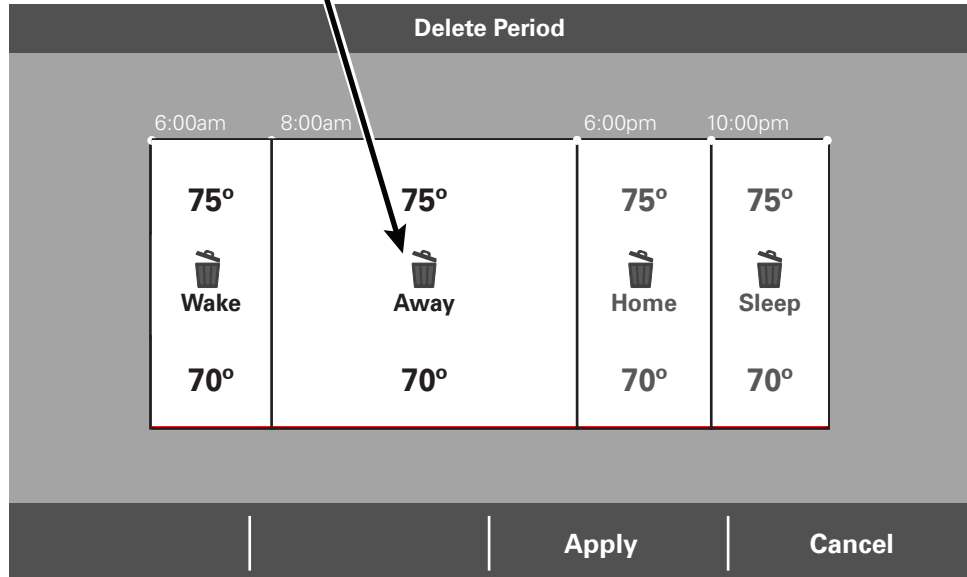 Delete Period
6:00am 8:00am 6:00pm 10:00pm
75º 75º 75º 75º
Wake Away Home Sleep
70º 70º 70º 70º
Apply Cancel